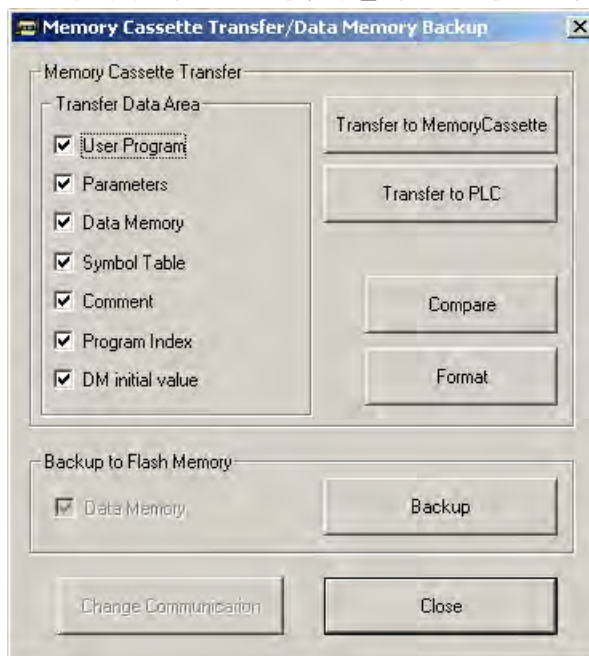 Memory Cassette Transfer/Data Memory Backup
Memory Cassette Transfer
Transfer Data Area
User Program
Parameters
Data Memory
Symbol Table
Comment
Program Index
DM initial value
Transfer to MemoryCassette
Transfer to PLC
Compare
Format
Backup to Flash Memory
Data Memory
Backup
Change Communication
Close